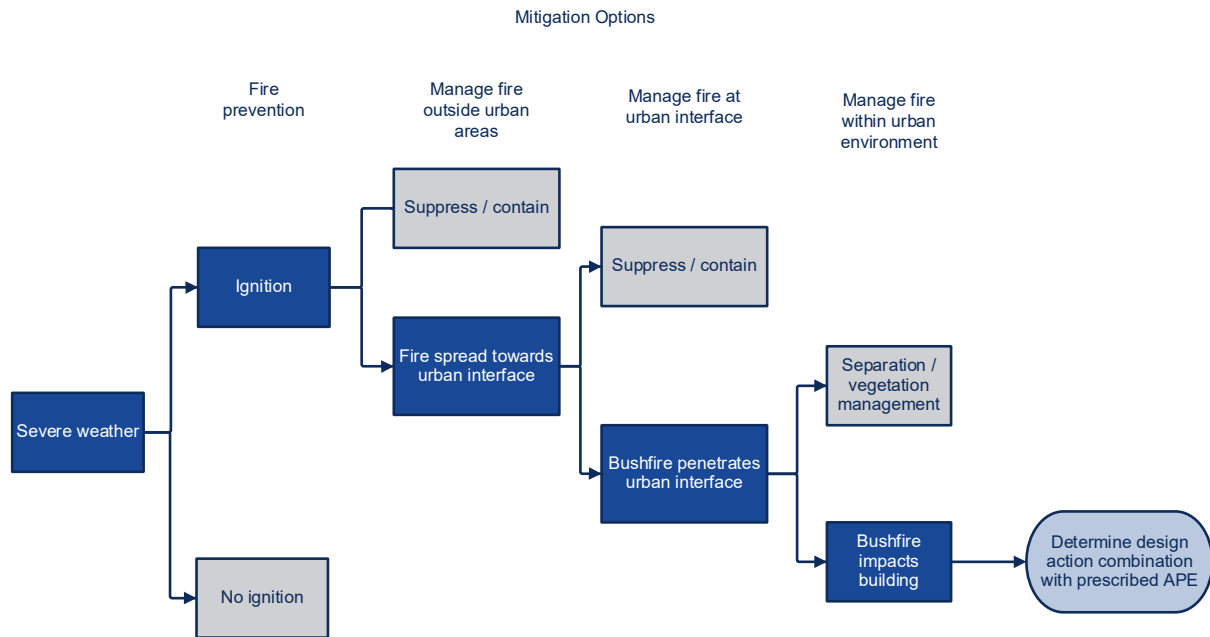 Mitigation Options
Fire
prevention
Manage fire
outside urban
areas
Manage fire at
urban interface
Manage fire
within urban
environment
Suppress / contain
Ignition
Suppress / contain
Fire spread towards
urban interface
Separation /
vegetation
management
Severe weather
Bushfire penetrates
urban interface
Bushfire
impacts
building
Determine design
action combination
with prescribed APE
No ignition